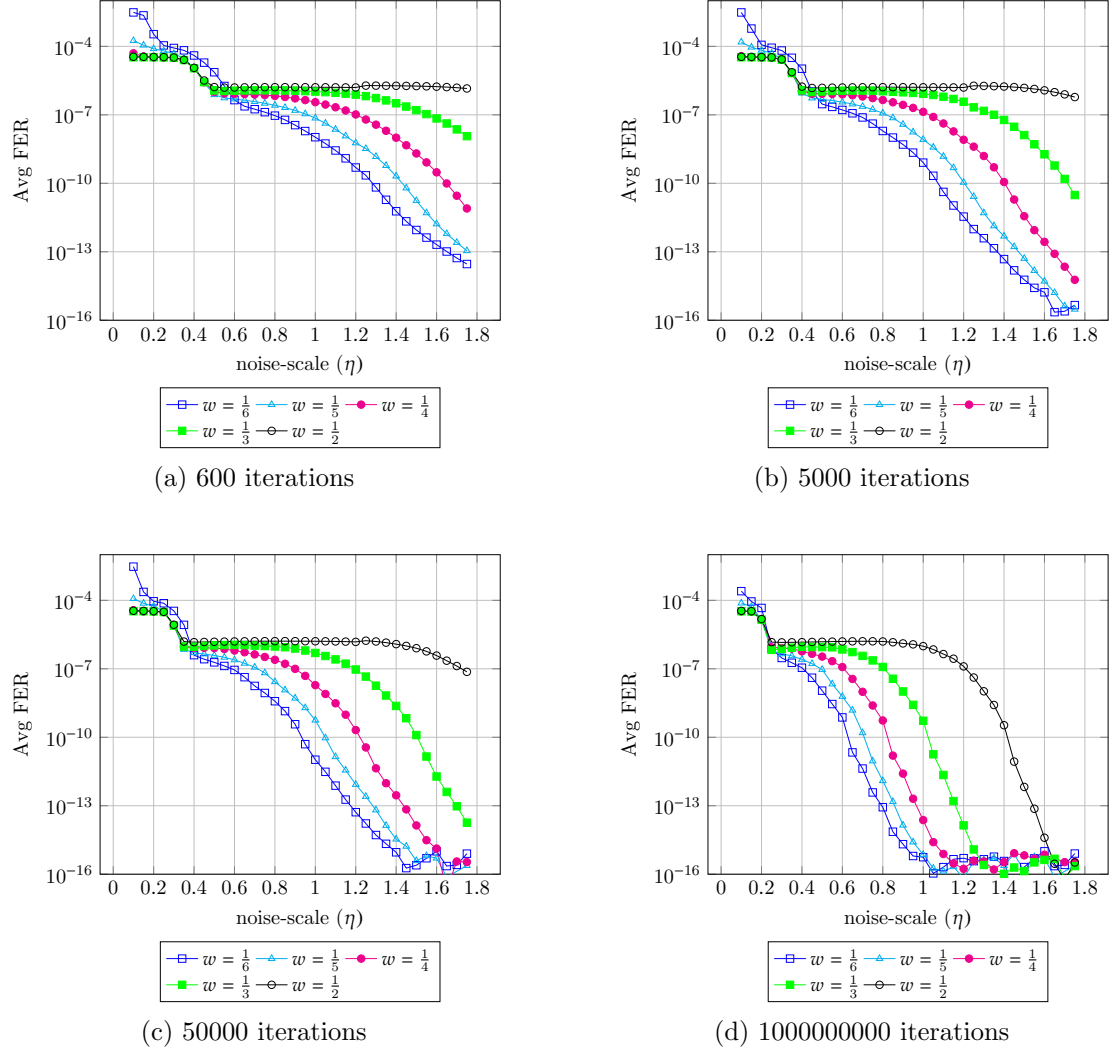 Avg FER
10⁻⁴
10⁻⁷
10⁻¹⁰
10⁻¹³
10⁻¹⁶
0 0.2 0.4 0.6 0.8 1 1.2 1.4 1.6 1.8
noise-scale (η)
w = 1/6 w = 1/5 w = 1/4
w = 1/3 w = 1/2
(a) 600 iterations
Avg FER
10⁻⁴
10⁻⁷
10⁻¹⁰
10⁻¹³
10⁻¹⁶
0 0.2 0.4 0.6 0.8 1 1.2 1.4 1.6 1.8
noise-scale (η)
w = 1/6 w = 1/5 w = 1/4
w = 1/3 w = 1/2
(b) 5000 iterations
Avg FER
10⁻⁴
10⁻⁷
10⁻¹⁰
10⁻¹³
10⁻¹⁶
0 0.2 0.4 0.6 0.8 1 1.2 1.4 1.6 1.8
noise-scale (η)
w = 1/6 w = 1/5 w = 1/4
w = 1/3 w = 1/2
(c) 50000 iterations
Avg FER
10⁻⁴
10⁻⁷
10⁻¹⁰
10⁻¹³
10⁻¹⁶
0 0.2 0.4 0.6 0.8 1 1.2 1.4 1.6 1.8
noise-scale (η)
w = 1/6 w = 1/5 w = 1/4
w = 1/3 w = 1/2
(d) 1000000000 iterations